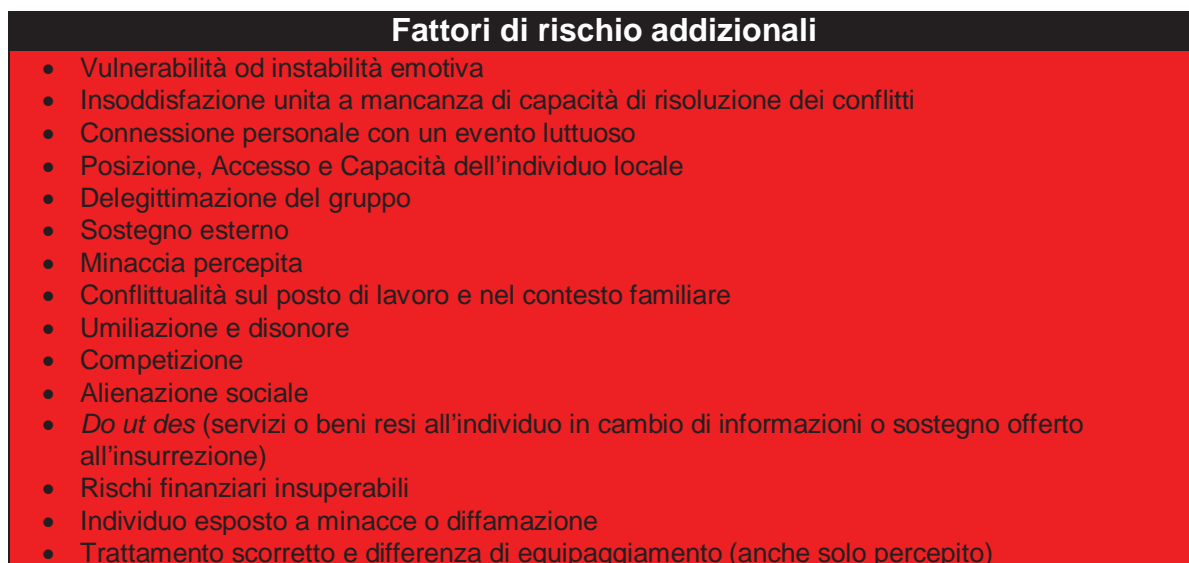 Fattori di rischio addizionali
• Vulnerabilità od instabilità emotiva
• Insoddisfazione unita a mancanza di capacità di risoluzione dei conflitti
• Connessione personale con un evento luttuoso
• Posizione, Accesso e Capacità dell’individuo locale
• Delegittimazione del gruppo
• Sostegno esterno
• Minaccia percepita
• Conflittualità sul posto di lavoro e nel contesto familiare
• Umiliazione e disonore
• Competizione
• Alienazione sociale
• Do ut des (servizi o beni resi all’individuo in cambio di informazioni o sostegno offerto
all’insurrezione)
• Rischi finanziari insuperabili
• Individuo esposto a minacce o diffamazione
• Trattamento scorretto e differenza di equipaggiamento (anche solo percepito)